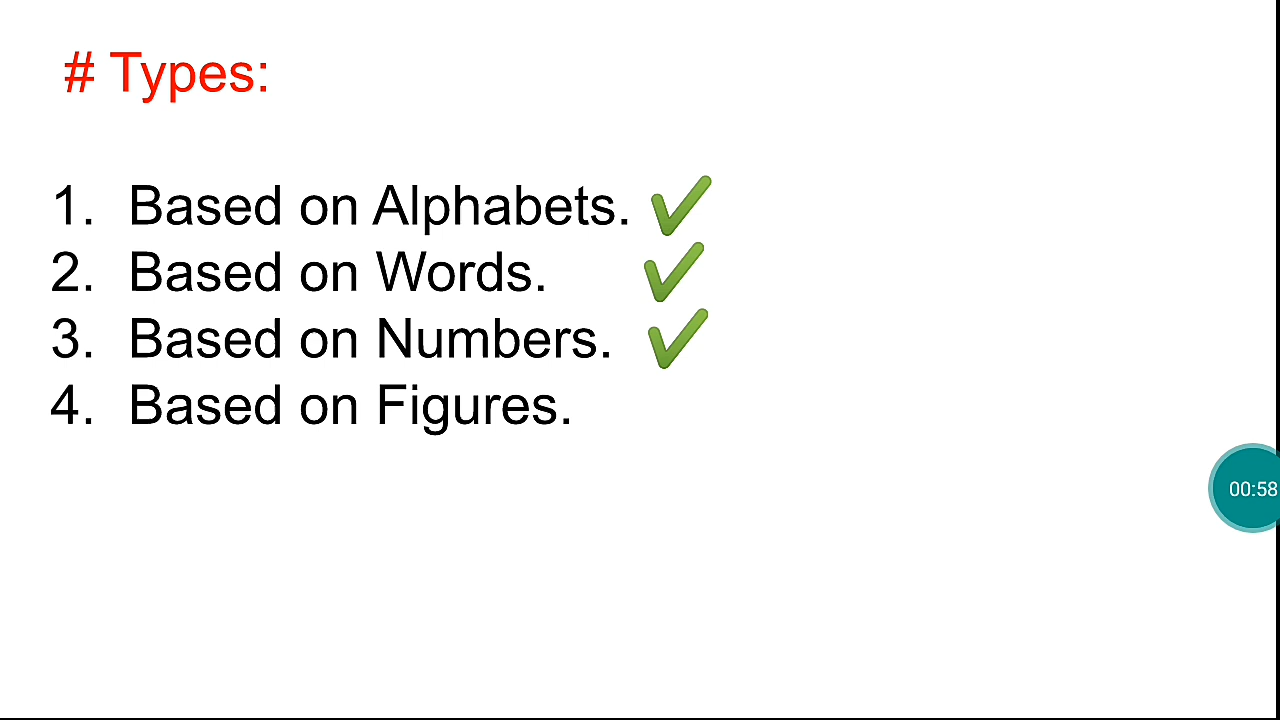 # Types:
1. Based on Alphabets. ✔
2. Based on Words. ✔
3. Based on Numbers. ✔
4. Based on Figures.
00:58